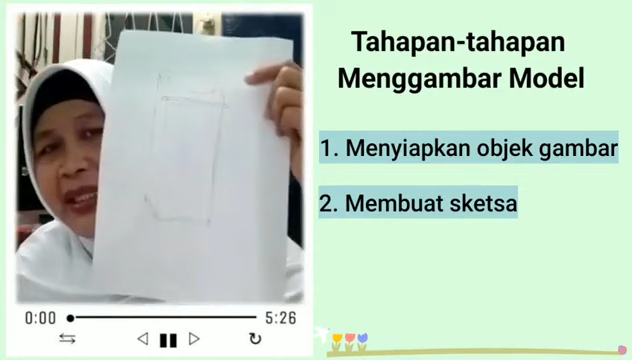 Tahapan-tahapan
Menggambar Model
1. Menyiapkan objek gambar
2. Membuat sketsa
0:00
5:26